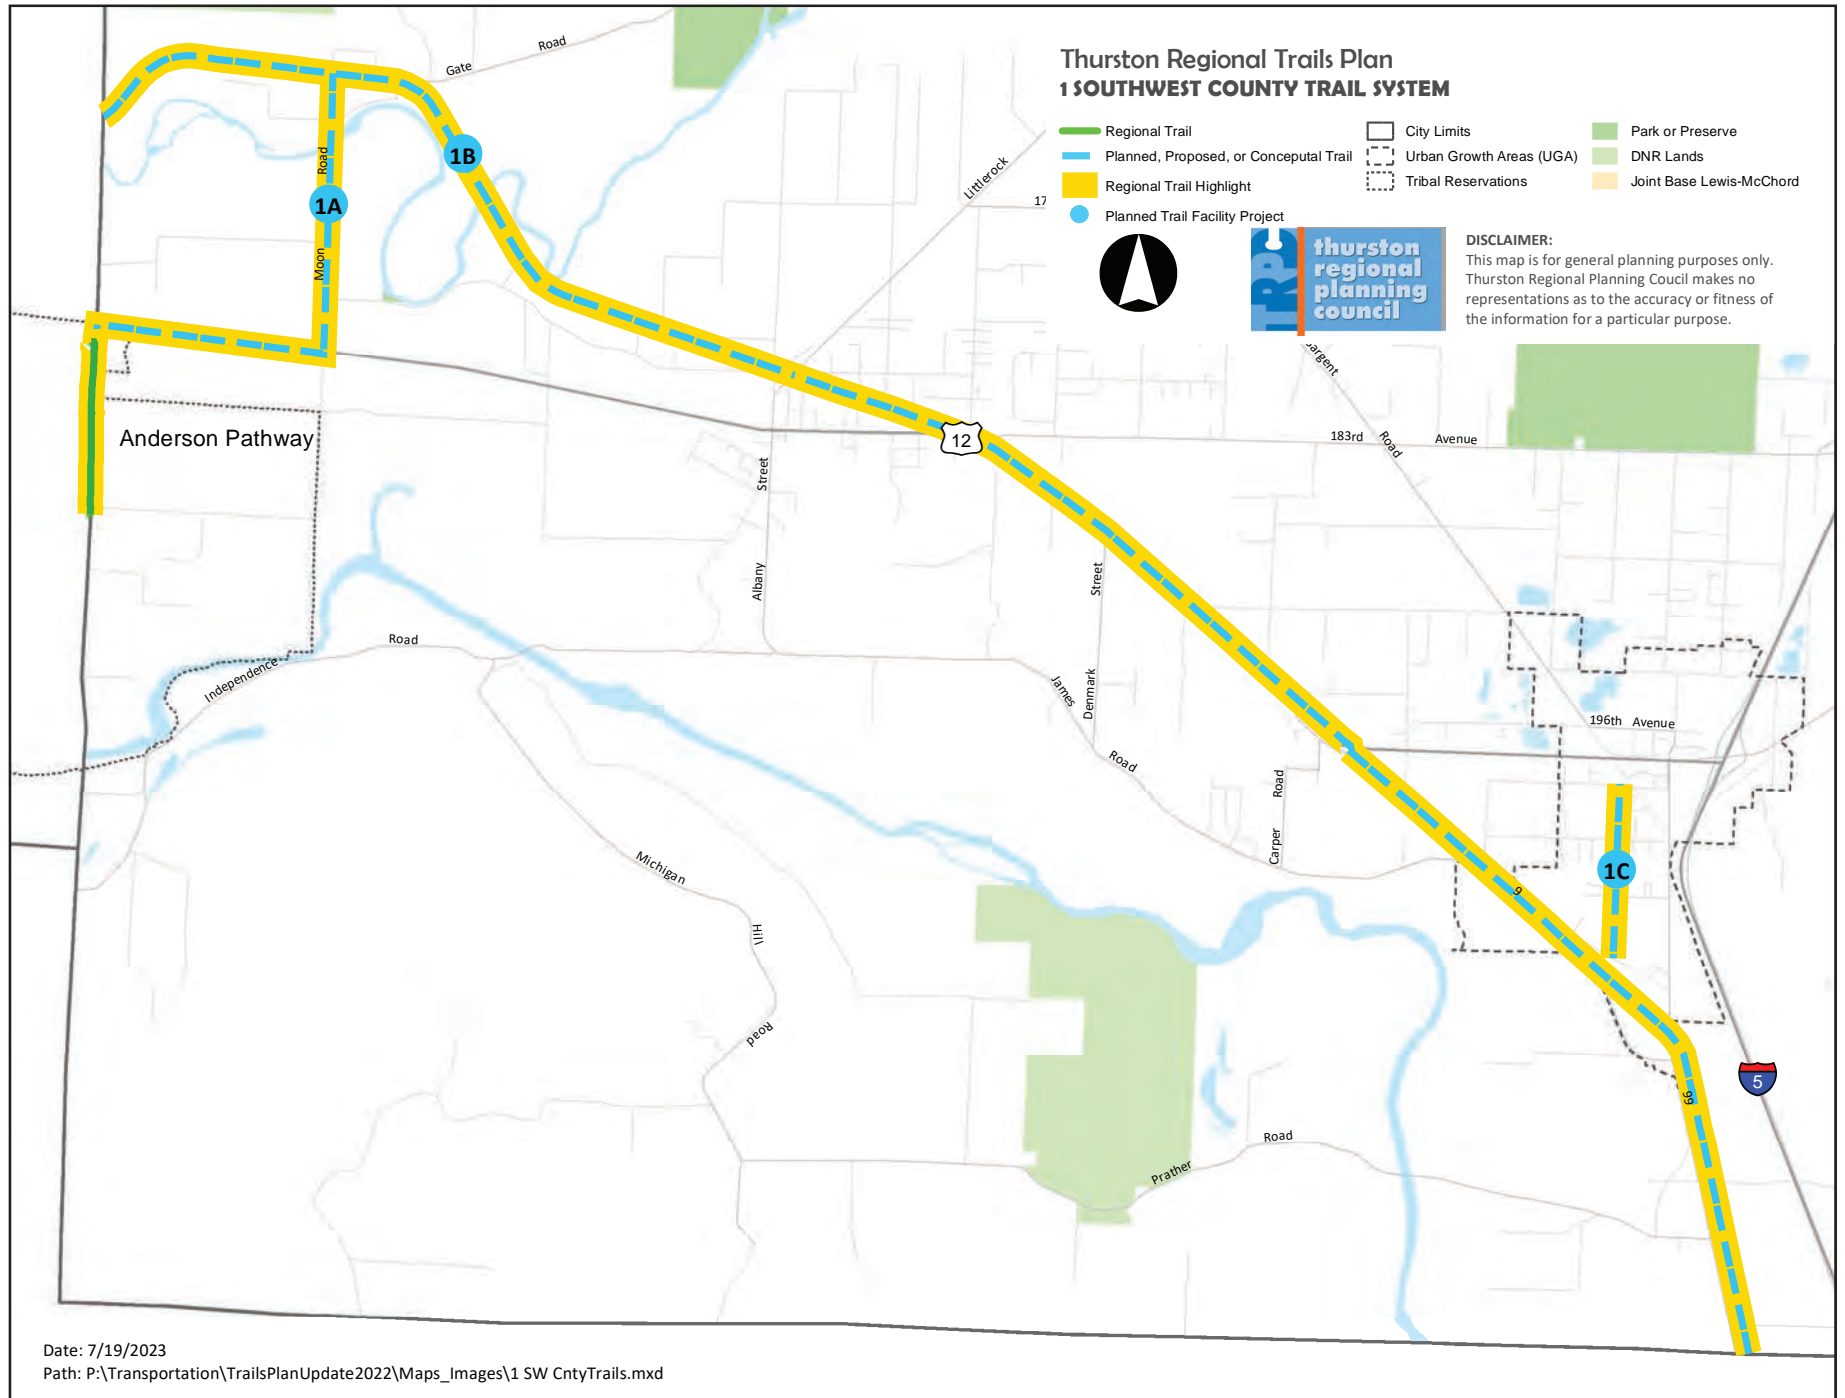 Thurston Regional Trails Plan
1 SOUTHWEST COUNTY TRAIL SYSTEM
Regional Trail
Planned, Proposed, or Conceputal Trail
Regional Trail Highlight
Planned Trail Facility Project
City Limits
Urban Growth Areas (UGA)
Tribal Reservations
Park or Preserve
DNR Lands
Joint Base Lewis-McChord
TRPC
thurston
regional
planning
council
DISCLAIMER:
This map is for general planning purposes only.
Thurston Regional Planning Coucil makes no
representations as to the accuracy or fitness of
the information for a particular purpose.
Gate Road
1B
Road
1A
Moon
Littlerock
17
Sargent
Road
183rd Avenue
12
Anderson Pathway
Street
Albany
Street
Denmark
Independence Road
James
Road
196th Avenue
Road
Carper
1C
9
Michigan
Hill
Road
5
99
Prather Road
Date: 7/19/2023
Path: P:\Transportation\TrailsPlanUpdate2022\Maps_Images\1 SW CntyTrails.mxd